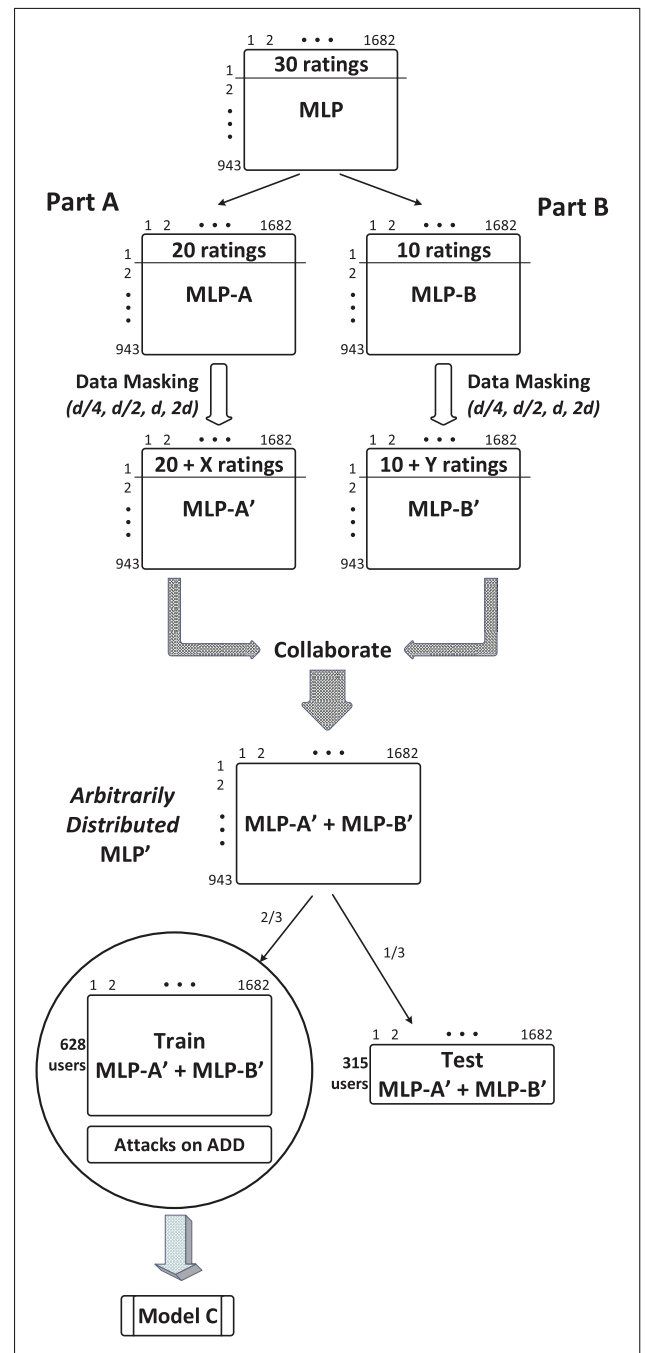 1 2 • • • 1682
1
30 ratings
2
MLP
943
Part A
Part B
1 2 • • • 1682
1
20 ratings
2
MLP-A
943
1 2 • • • 1682
1
10 ratings
2
MLP-B
943
Data Masking
(d/4, d/2, d, 2d)
Data Masking
(d/4, d/2, d, 2d)
1 2 • • • 1682
1
20 + X ratings
2
MLP-A’
943
1 2 • • • 1682
1
10 + Y ratings
2
MLP-B’
943
Collaborate
1 2 • • • 1682
1
2
Arbitrarily
Distributed
MLP’
MLP-A’ + MLP-B’
943
2/3
1/3
1 2 • • • 1682
628
users
Train
MLP-A’ + MLP-B’
Attacks on ADD
1 2 • • • 1682
315
users
Test
MLP-A’ + MLP-B’
Model C